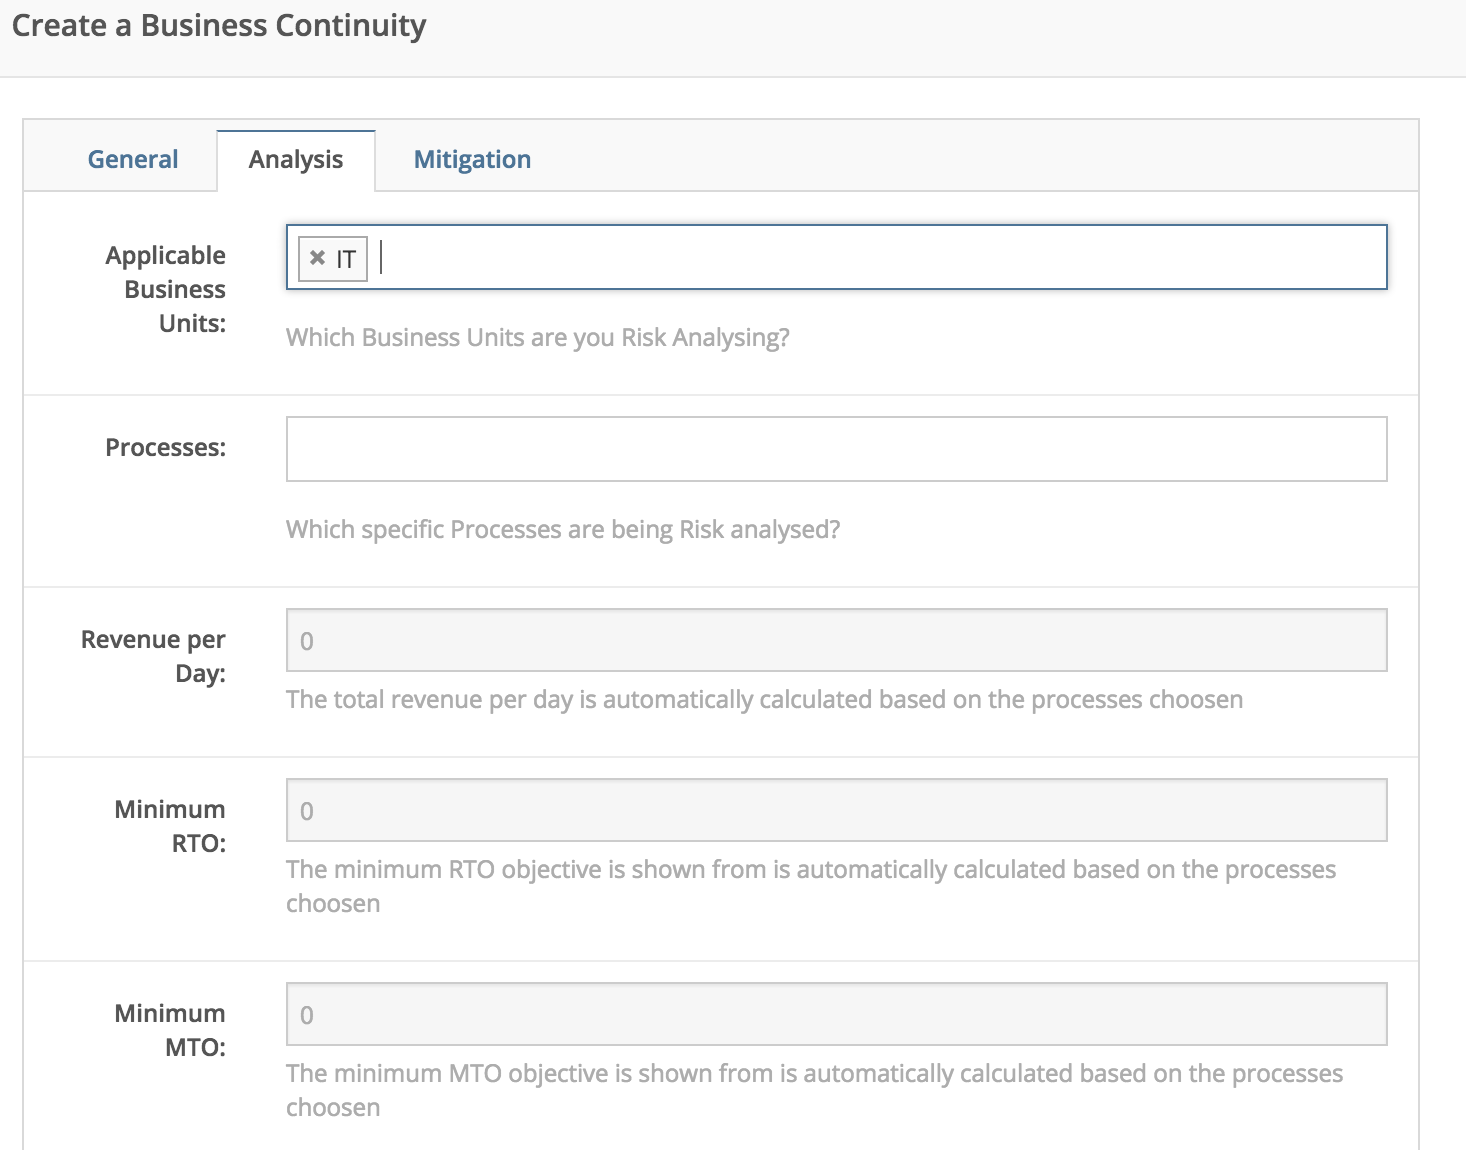 Create a Business Continuity
General
Analysis
Mitigation
Applicable
Business
Units:
IT
Which Business Units are you Risk Analysing?
Processes:
Which specific Processes are being Risk analysed?
Revenue per
Day:
0
The total revenue per day is automatically calculated based on the processes choosen
Minimum
RTO:
0
The minimum RTO objective is shown from is automatically calculated based on the processes
choosen
Minimum
MTO:
0
The minimum MTO objective is shown from is automatically calculated based on the processes
choosen